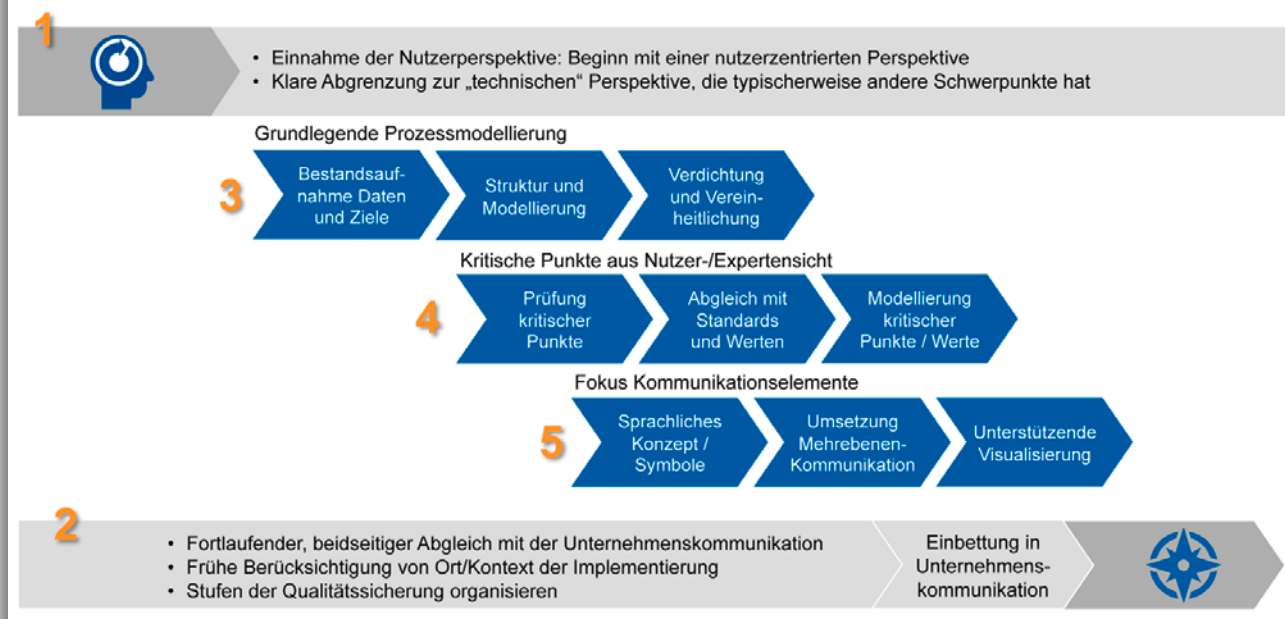 1
• Einnahme der Nutzerperspektive: Beginn mit einer nutzerzentrierten Perspektive
• Klare Abgrenzung zur „technischen“ Perspektive, die typischerweise andere Schwerpunkte hat
Grundlegende Prozessmodellierung
3
Bestandsauf-
nahme Daten
und Ziele
Struktur und
Modellierung
Verdichtung
und Verein-
heitlichung
Kritische Punkte aus Nutzer-/Expertensicht
4
Prüfung
kritischer
Punkte
Abgleich mit
Standards
und Werten
Modellierung
kritischer
Punkte / Werte
Fokus Kommunikationselemente
5
Sprachliches
Konzept /
Symbole
Umsetzung
Mehrebenen-
Kommunikation
Unterstützende
Visualisierung
2
• Fortlaufender, beidseitiger Abgleich mit der Unternehmenskommunikation
• Frühe Berücksichtigung von Ort/Kontext der Implementierung
• Stufen der Qualitätssicherung organisieren
Einbettung in
Unternehmens-
kommunikation